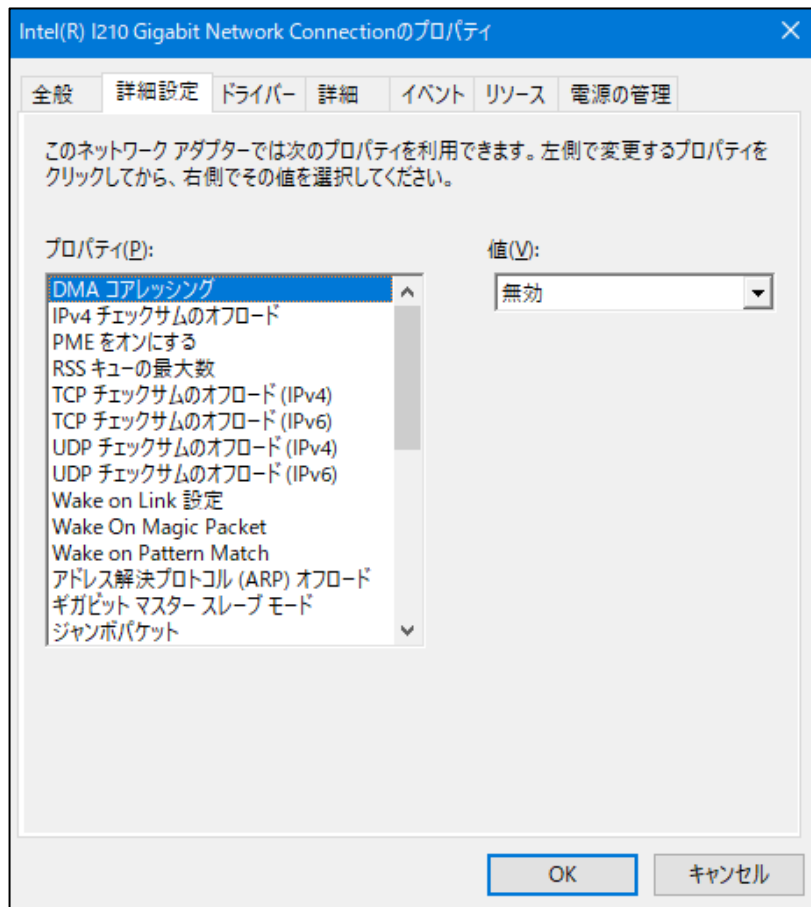 Intel(R) I210 Gigabit Network Connectionのプロパティ
全般 詳細設定 ドライバー 詳細 イベント リソース 電源の管理
このネットワーク アダプターでは次のプロパティを利用できます。左側で変更するプロパティを
クリックしてから、右側でその値を選択してください。
プロパティ(P):
値(V):
DMA コアレッシング
無効
IPv4 チェックサムのオフロード
PME をオンにする
RSS キューの最大数
TCP チェックサムのオフロード (IPv4)
TCP チェックサムのオフロード (IPv6)
UDP チェックサムのオフロード (IPv4)
UDP チェックサムのオフロード (IPv6)
Wake on Link 設定
Wake On Magic Packet
Wake on Pattern Match
アドレス解決プロトコル (ARP) オフロード
ギガビット マスター スレーブ モード
ジャンボパケット
OK
キャンセル